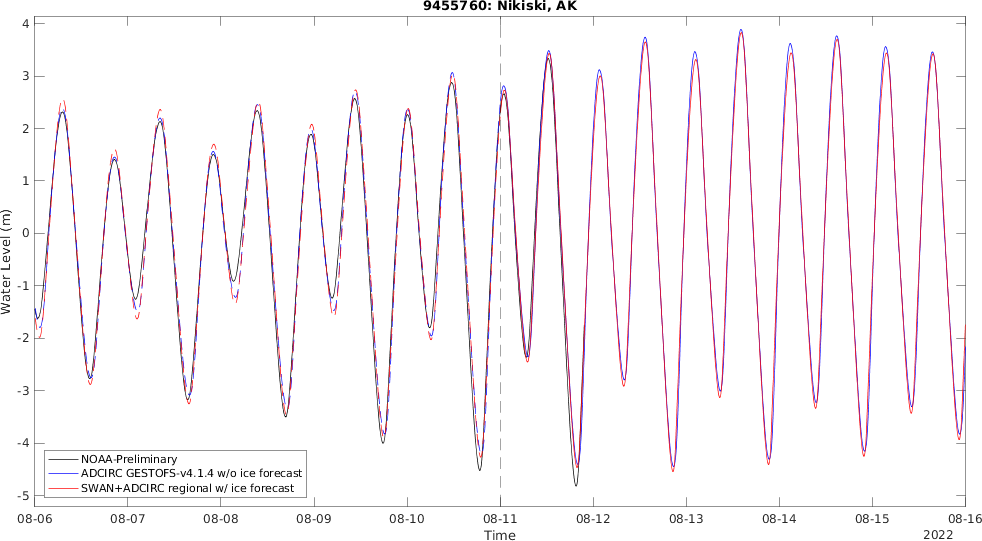 9455760: Nikiski, AK
4
3
2
1
0
-1
-2
-3
-4
-5
Water Level (m)
NOAA-Preliminary
ADCIRC GESTOFS-v4.1.4 w/o ice forecast
SWAN+ADCIRC regional w/ ice forecast
08-06 08-07 08-08 08-09 08-10 08-11 08-12 08-13 08-14 08-15 08-16
Time
2022